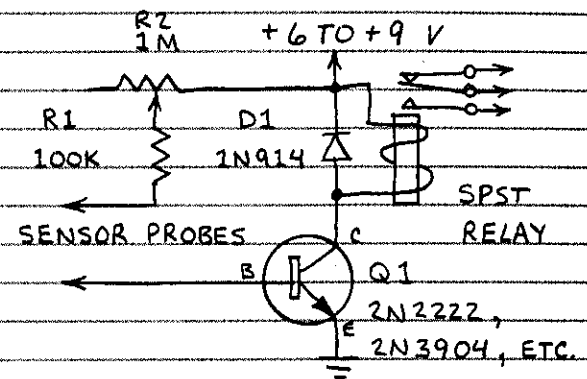 R2
1M
+6 TO +9 V
R1
100K
D1
1N914
SENSOR PROBES
SPST
RELAY
C
B
E
Q1
2N2222,
2N3904, ETC.